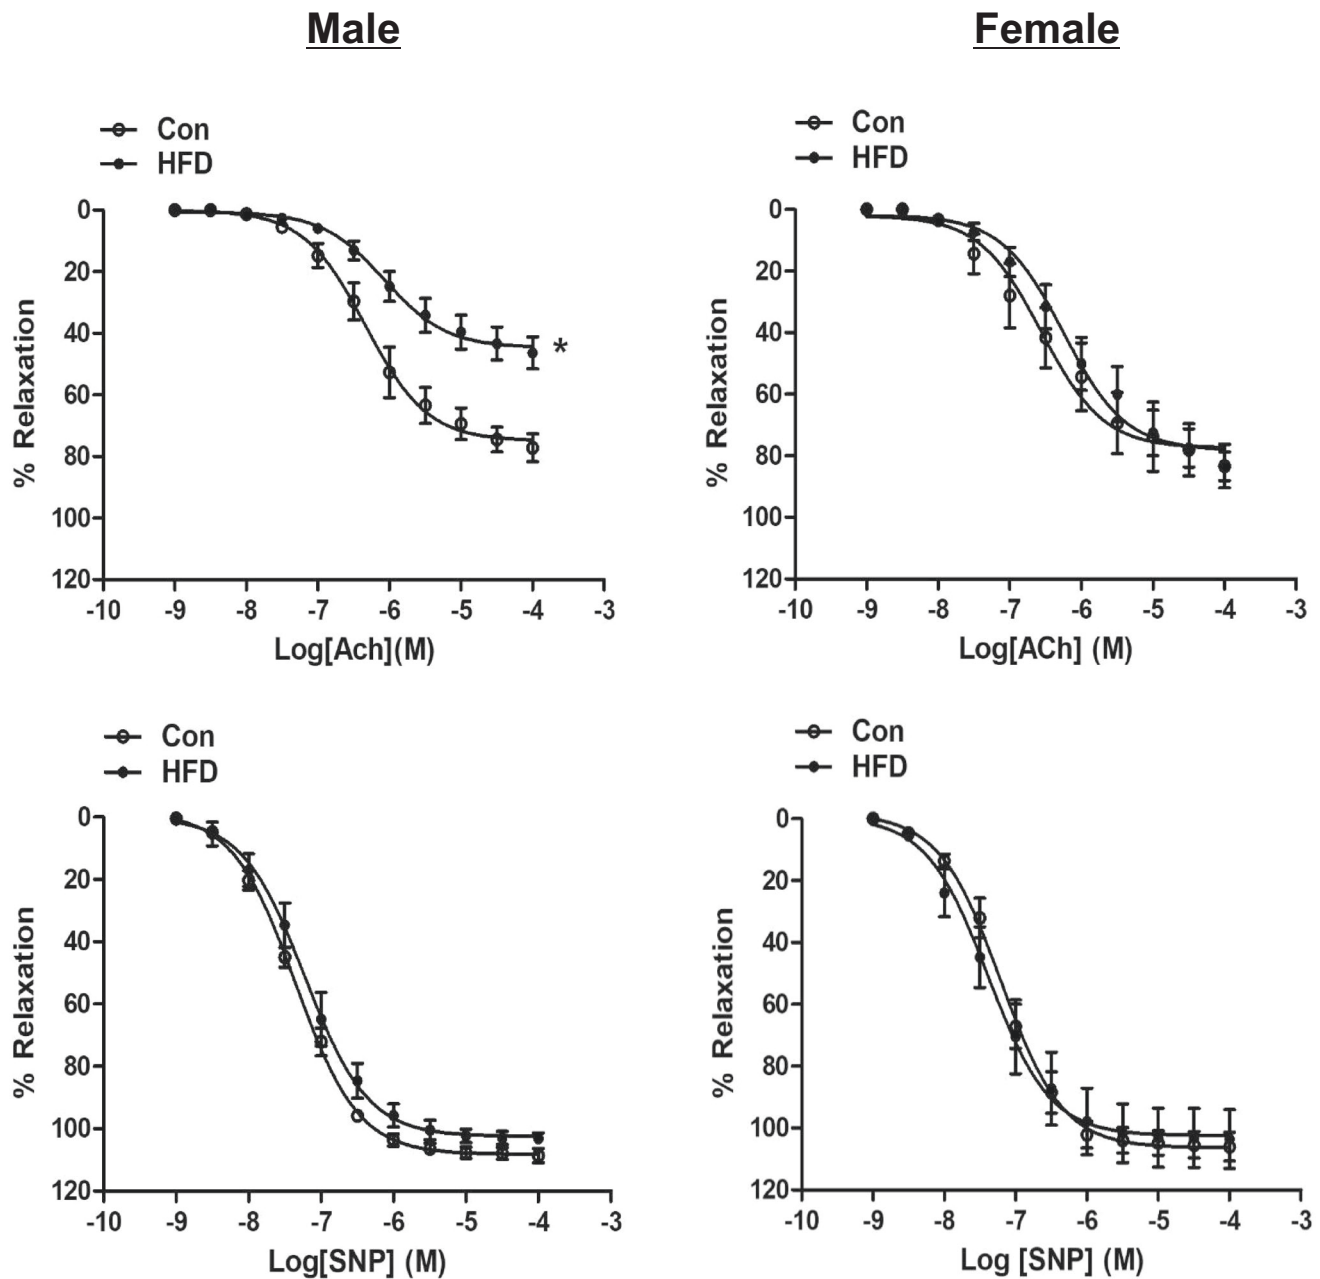 Male
Female
Con
HFD
0
20
40
60
80
100
120
% Relaxation
*
-10 -9 -8 -7 -6 -5 -4 -3
Log[Ach](M)
Con
HFD
0
20
40
60
80
100
120
% Relaxation
-10 -9 -8 -7 -6 -5 -4 -3
Log[ACh] (M)
Con
HFD
0
20
40
60
80
100
120
% Relaxation
-10 -9 -8 -7 -6 -5 -4 -3
Log[SNP] (M)
Con
HFD
0
20
40
60
80
100
120
% Relaxation
-10 -9 -8 -7 -6 -5 -4 -3
Log [SNP] (M)